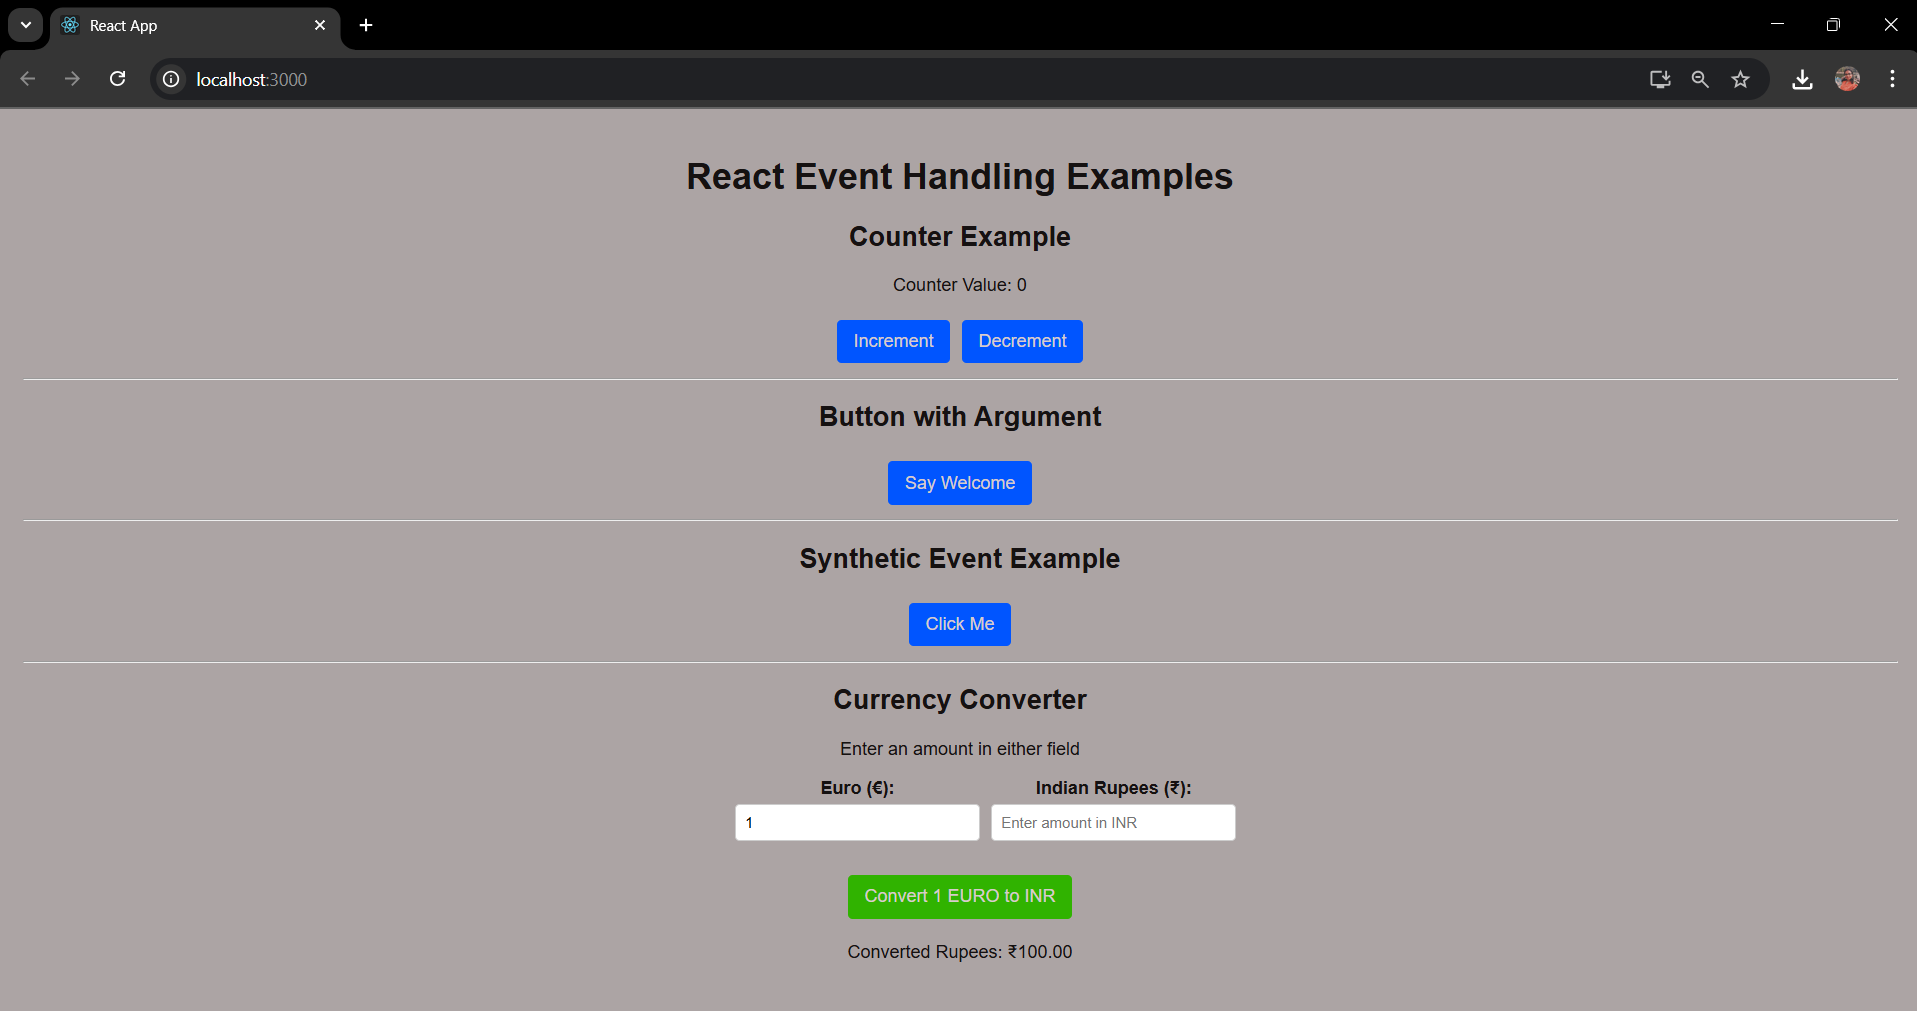 React App
localhost:3000
React Event Handling Examples
Counter Example
Counter Value: 0
Increment Decrement
Button with Argument
Say Welcome
Synthetic Event Example
Click Me
Currency Converter
Enter an amount in either field
Euro (€): Indian Rupees (₹):
1 Enter amount in INR
Convert 1 EURO to INR
Converted Rupees: ₹100.00